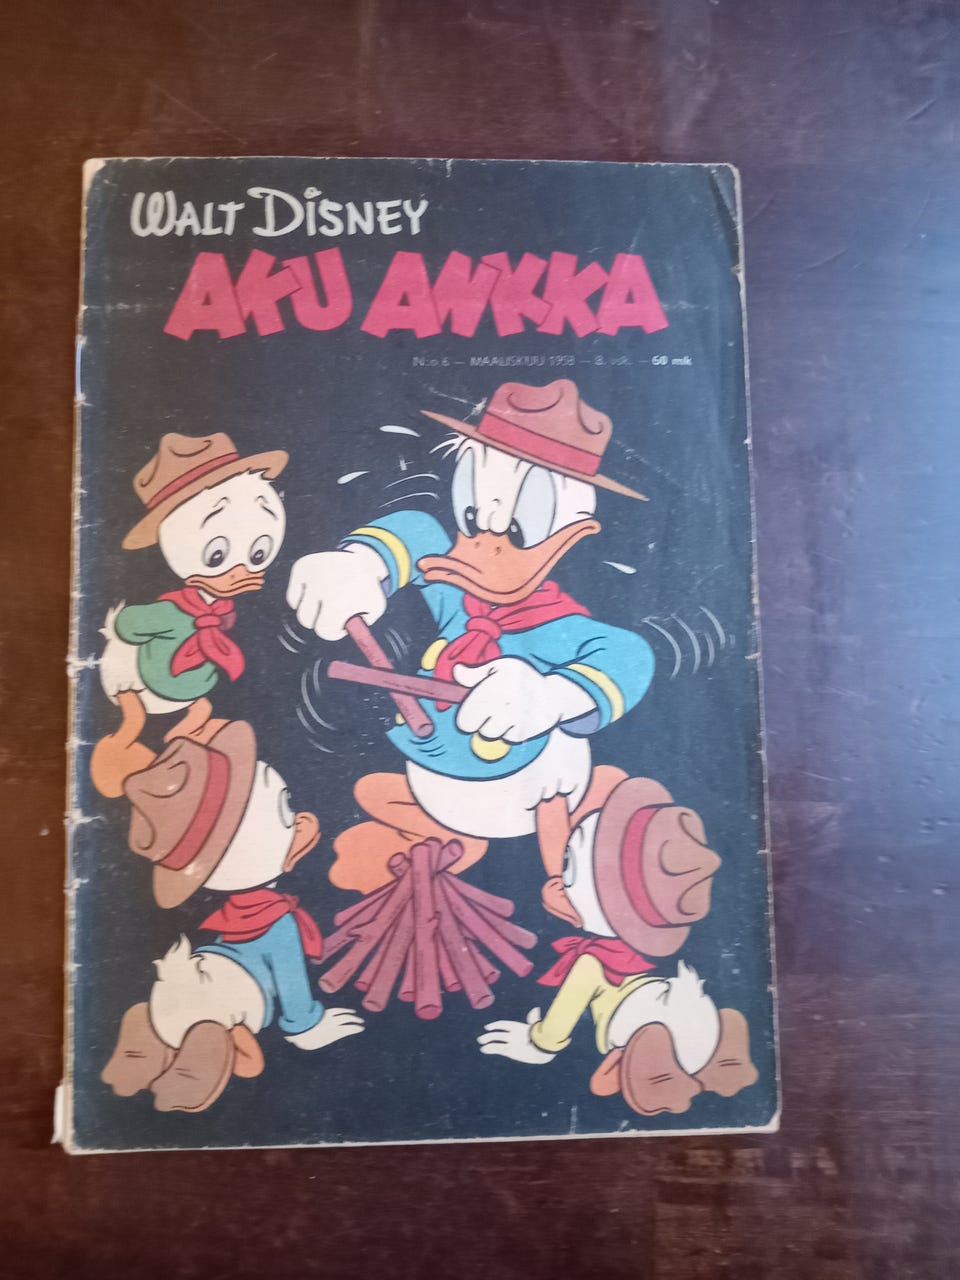 WALT DISNEY
AKU ANKKA
N:o 6 — MAALISKUU 1958 — 8. vsk. — 60 mk